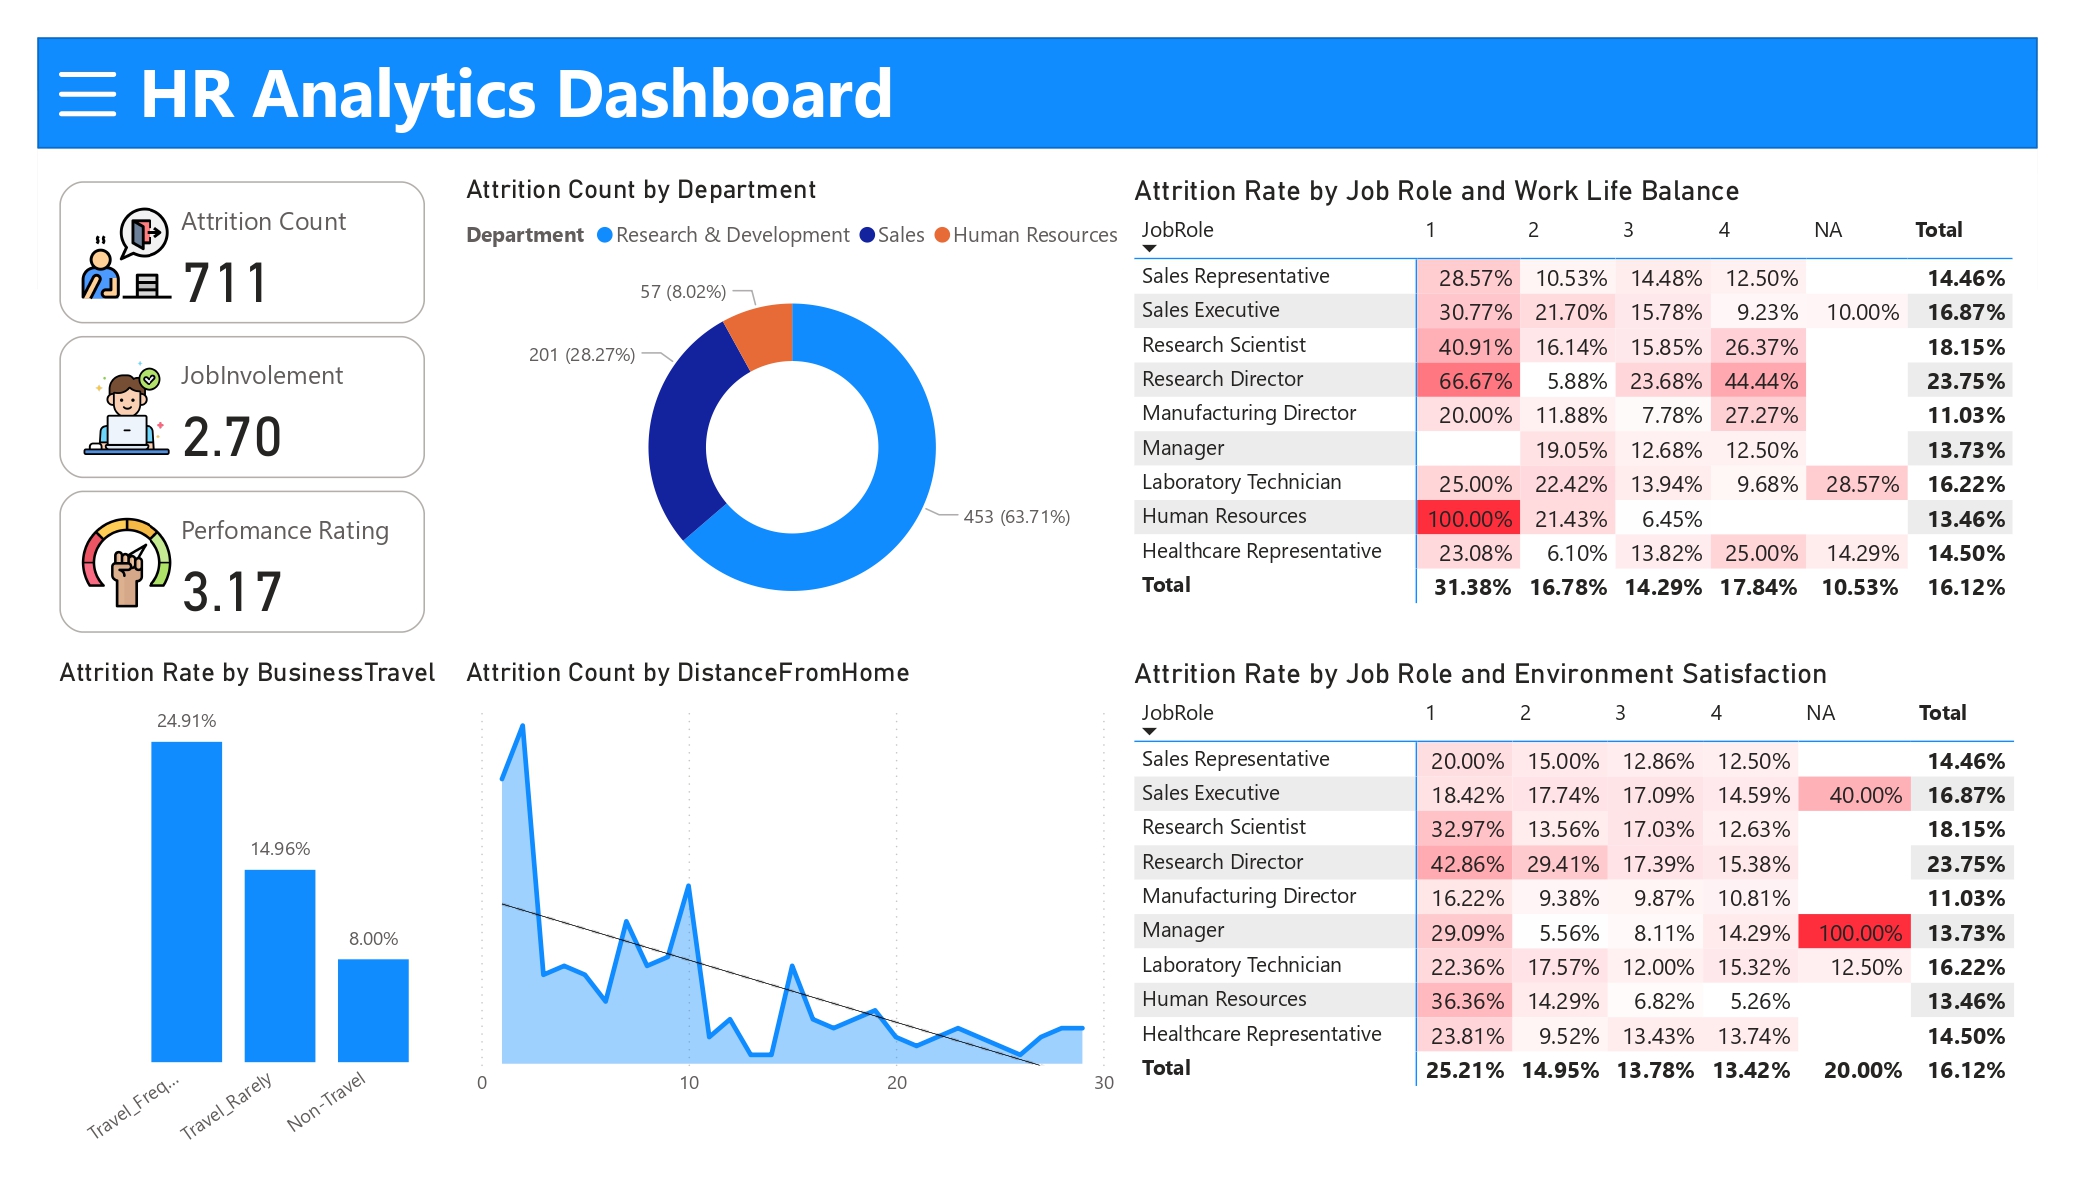 HR Analytics Dashboard
Attrition Count
711
JobInvolement
2.70
Perfomance Rating
3.17
Attrition Count by Department
Department Research & Development Sales Human Resources
57 (8.02%)
201 (28.27%)
453 (63.71%)
Attrition Rate by Job Role and Work Life Balance
JobRole 1 2 3 4 NA Total
Sales Representative 28.57% 10.53% 14.48% 12.50% 14.46%
Sales Executive 30.77% 21.70% 15.78% 9.23% 10.00% 16.87%
Research Scientist 40.91% 16.14% 15.85% 26.37% 18.15%
Research Director 66.67% 5.88% 23.68% 44.44% 23.75%
Manufacturing Director 20.00% 11.88% 7.78% 27.27% 11.03%
Manager 19.05% 12.68% 12.50% 13.73%
Laboratory Technician 25.00% 22.42% 13.94% 9.68% 28.57% 16.22%
Human Resources 100.00% 21.43% 6.45% 13.46%
Healthcare Representative 23.08% 6.10% 13.82% 25.00% 14.29% 14.50%
Total 31.38% 16.78% 14.29% 17.84% 10.53% 16.12%
Attrition Rate by BusinessTravel
24.91%
14.96%
8.00%
Travel_Freq...
Travel_Rarely
Non-Travel
Attrition Count by DistanceFromHome
0 10 20 30
Attrition Rate by Job Role and Environment Satisfaction
JobRole 1 2 3 4 NA Total
Sales Representative 20.00% 15.00% 12.86% 12.50% 14.46%
Sales Executive 18.42% 17.74% 17.09% 14.59% 40.00% 16.87%
Research Scientist 32.97% 13.56% 17.03% 12.63% 18.15%
Research Director 42.86% 29.41% 17.39% 15.38% 23.75%
Manufacturing Director 16.22% 9.38% 9.87% 10.81% 11.03%
Manager 29.09% 5.56% 8.11% 14.29% 100.00% 13.73%
Laboratory Technician 22.36% 17.57% 12.00% 15.32% 12.50% 16.22%
Human Resources 36.36% 14.29% 6.82% 5.26% 13.46%
Healthcare Representative 23.81% 9.52% 13.43% 13.74% 14.50%
Total 25.21% 14.95% 13.78% 13.42% 20.00% 16.12%